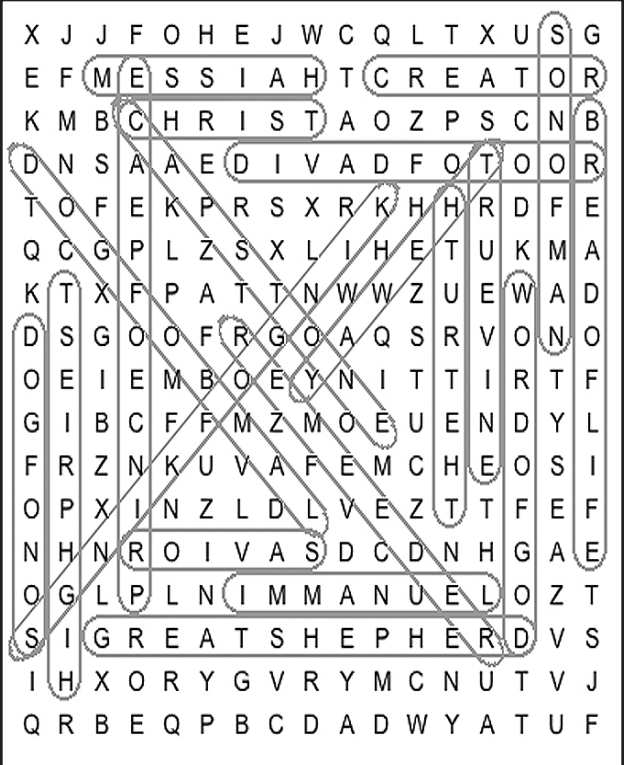 X J J F O H E J W C Q L T X U S G
E F M E S S I A H T C R E A T O R
K M B C H R I S T A O Z P S C N B
D N S A A E D I V A D F O T O O R
T O F E K P R S X R K H H R D F E
Q C G P L Z S X L I H E T U K M A
K T X F P A T T N W W Z U E W A D
D S G O O F R G O A Q S R V O N O
O E I E M B O E Y N I T T I R T F
G I B C F F M Z M O E U E N D Y L
F R Z N K U V A F E M C H E O S I
O P X I N Z L D L V E Z T T F E F
N H N R O I V A S D C D N H G A E
O G L P L N I M M A N U E L O Z T
S I G R E A T S H E P H E R D V S
I H X O R Y G V R Y M C N U T V J
Q R B E Q P B C D A D W Y A T U F